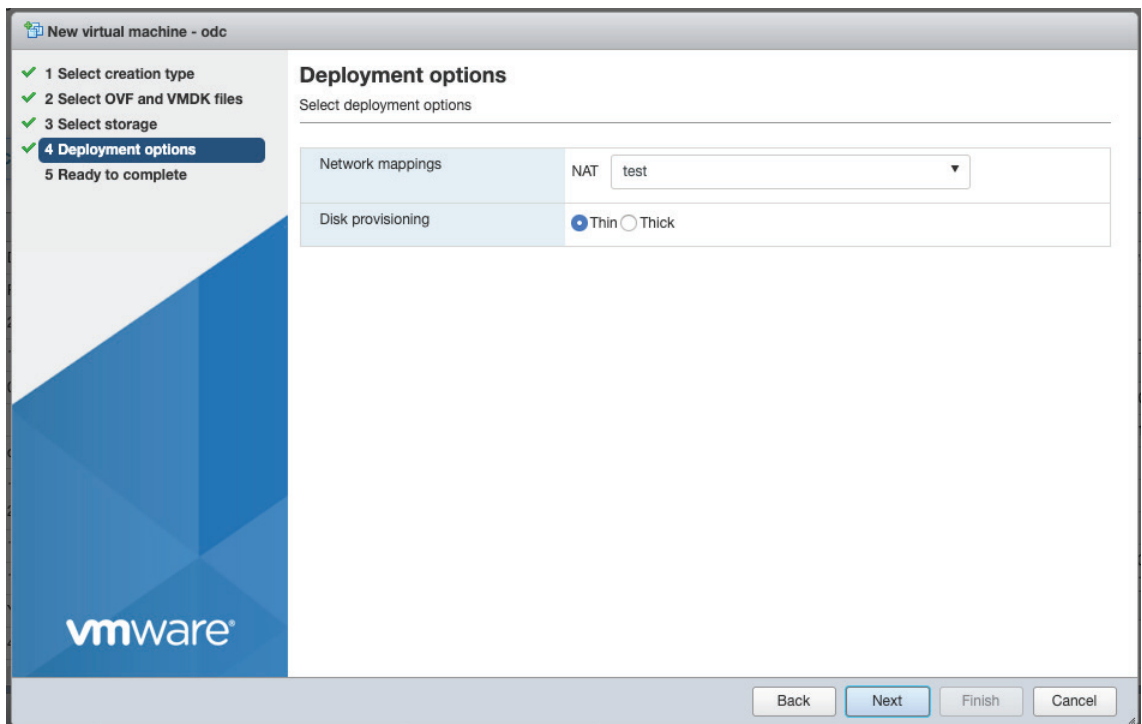 New virtual machine - odc
1 Select creation type
2 Select OVF and VMDK files
3 Select storage
4 Deployment options
5 Ready to complete
Deployment options
Select deployment options
Network mappings
NAT test
Disk provisioning
Thin Thick
vmware®
Back Next Finish Cancel